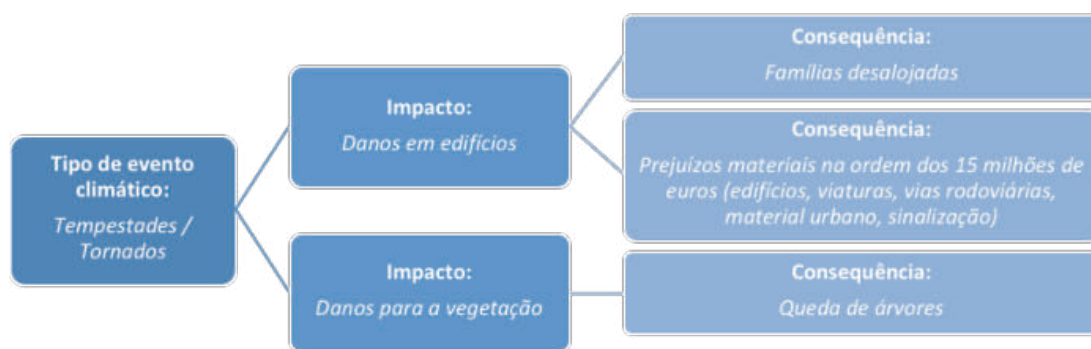 Tipo de evento
climático:
Tempestades /
Tornados
Impacto:
Danos em edifícios
Consequência:
Famílias desalojadas
Consequência:
Prejuízos materiais na ordem dos 15 milhões de
euros (edifícios, viaturas, vias rodoviárias,
material urbano, sinalização)
Impacto:
Danos para a vegetação
Consequência:
Queda de árvores